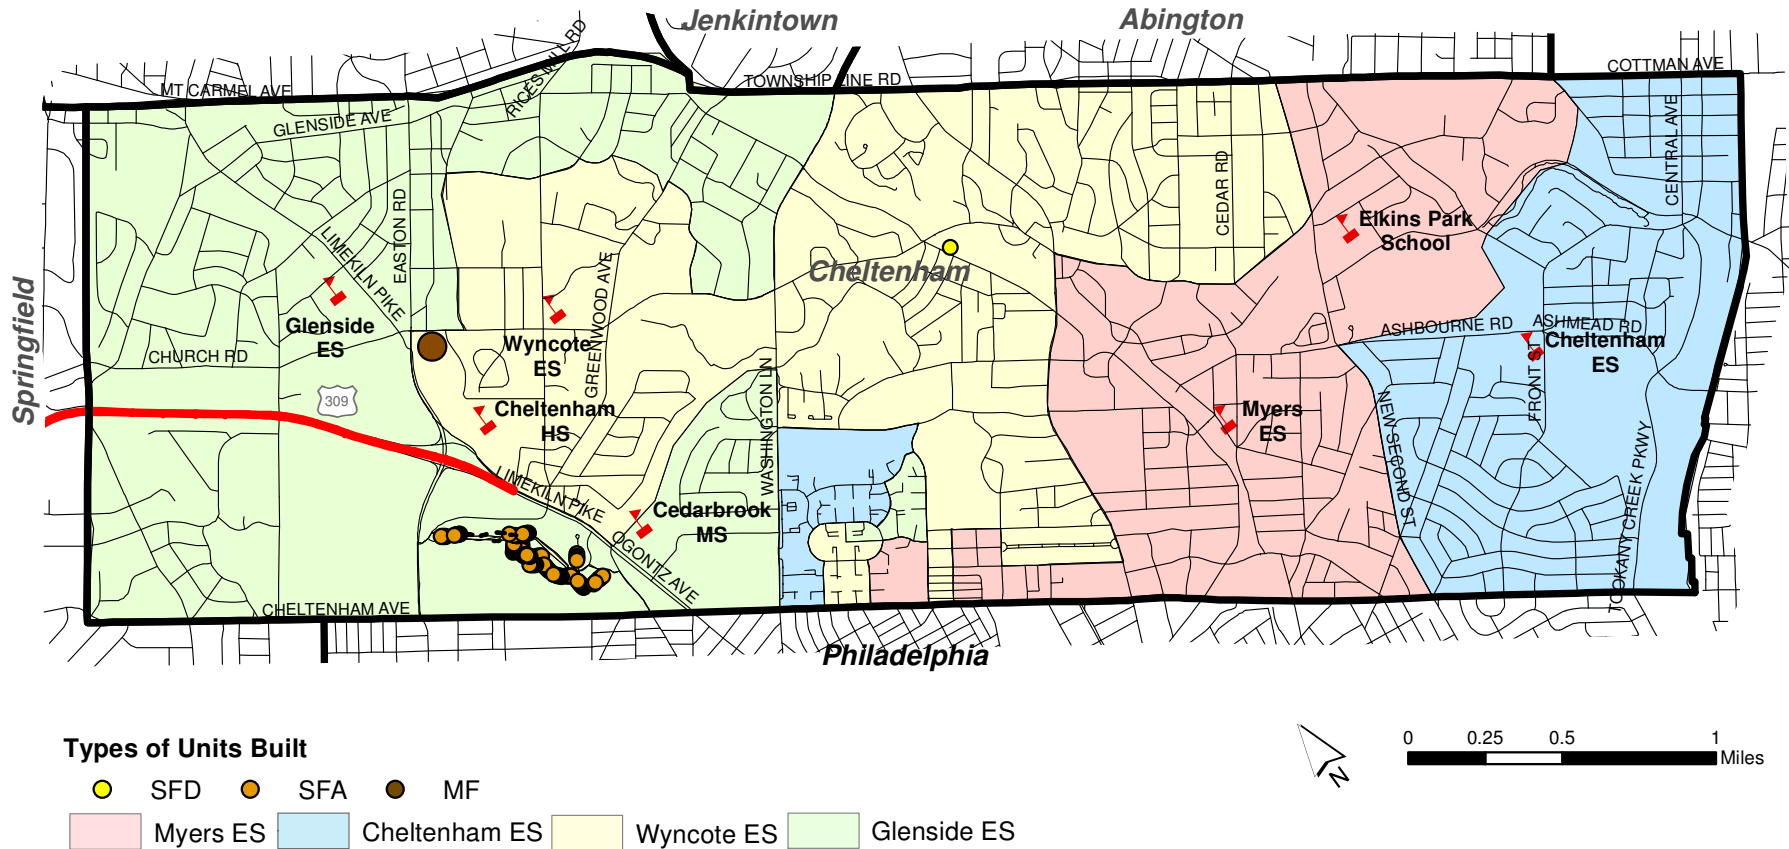 Jenkintown
Abington
COTTMAN AVE
TOWNSHIP LINE RD
MT CARMEL AVE
RICES MILL RD
GLENSIDE AVE
CENTRAL AVE
CEDAR RD
EASTON RD
LIMEKILN PIKE
Elkins Park
School
GREENWOOD AVE
Cheltenham
Springfield
Glenside
ES
CHURCH RD
Wyncote
ES
ASHBOURNE RD
ASHMEAD RD
Cheltenham
ES
FRONT ST
309
Cheltenham
HS
WASHINGTON LN
Myers
ES
NEW SECOND ST
TOOKANY CREEK PKWY
LIMEKILN PIKE
Cedarbrook
MS
OGONTZ AVE
CHELTENHAM AVE
Philadelphia
Types of Units Built
SFD SFA MF
Myers ES Cheltenham ES Wyncote ES Glenside ES
N
0 0.25 0.5 1
Miles